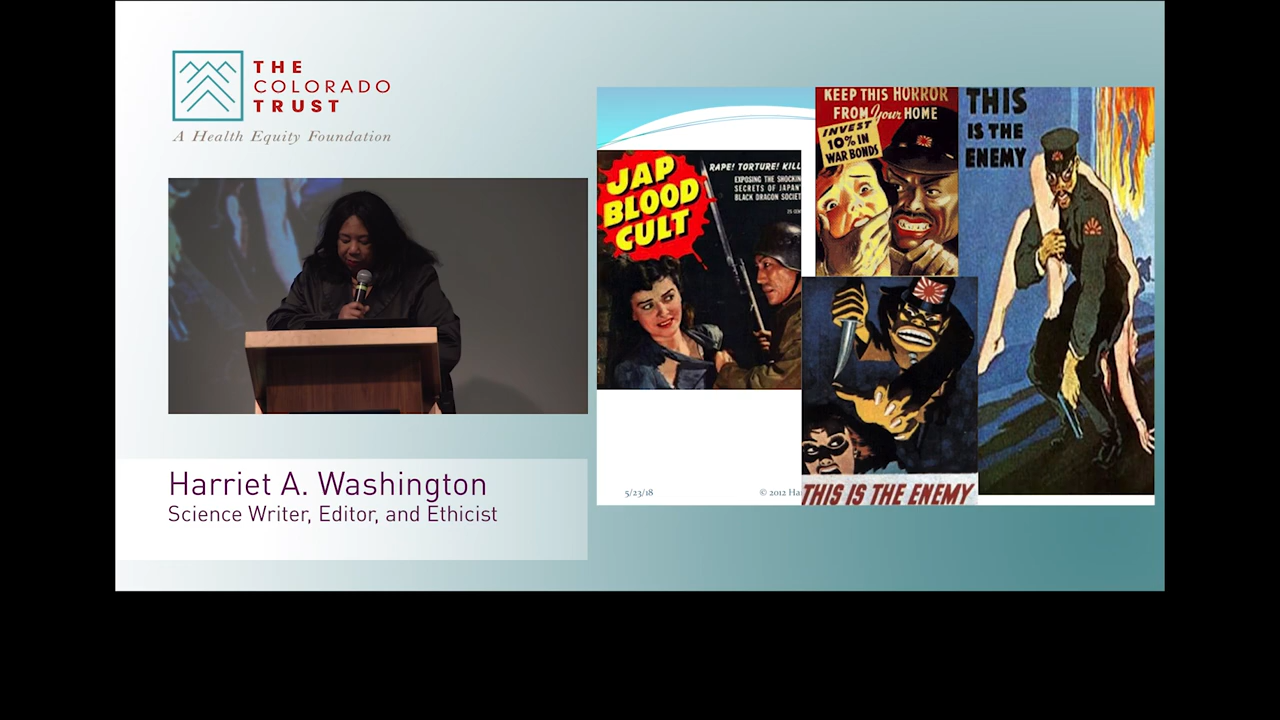 THE
COLORADO
TRUST
A Health Equity Foundation
Harriet A. Washington
Science Writer, Editor, and Ethicist
JAP
BLOOD
CULT
RAPE! TORTURE! KILL
EXPOSING THE SHOCKIN
SECRETS OF JAPAN'
BLACK DRAGON SOCIET
25 CEN
KEEP THIS HORROR
FROM Your HOME
INVEST
10% IN
WAR BONDS
THIS
IS THE
ENEMY
THIS IS THE ENEMY
5/23/18
© 2012 Ha